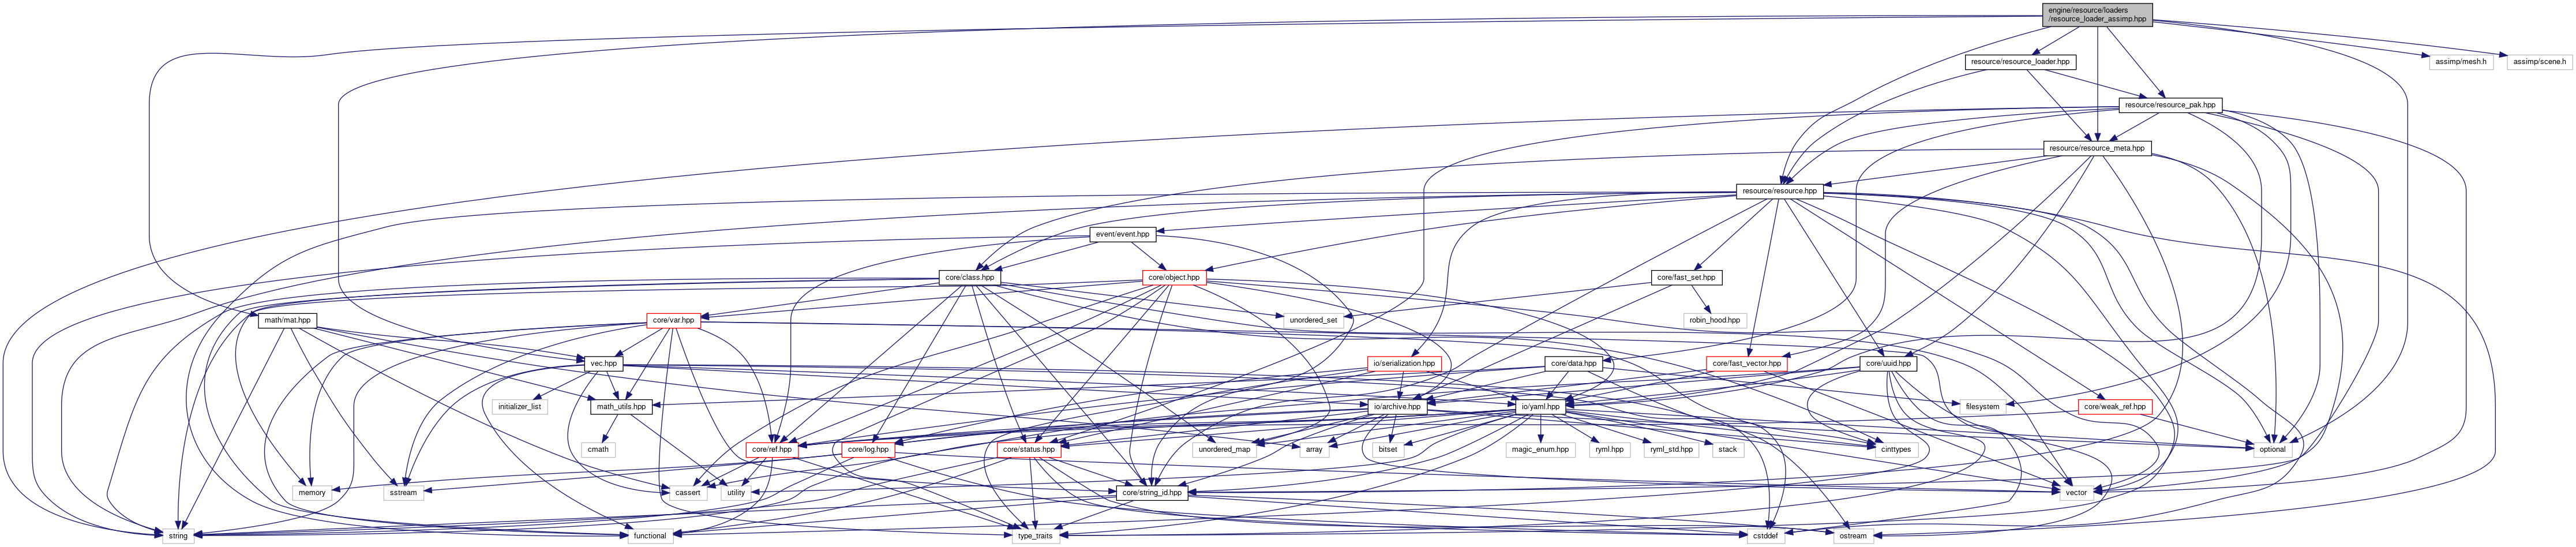 engine/resource/loaders
/resource_loader_assimp.hpp
resource/resource_loader.hpp
assimp/mesh.h
assimp/scene.h
resource/resource_pak.hpp
resource/resource_meta.hpp
resource/resource.hpp
event/event.hpp
core/class.hpp
core/object.hpp
core/fast_set.hpp
math/mat.hpp
core/var.hpp
unordered_set
robin_hood.hpp
vec.hpp
io/serialization.hpp
core/data.hpp
core/fast_vector.hpp
core/uuid.hpp
initializer_list
math_utils.hpp
io/archive.hpp
io/yaml.hpp
filesystem
core/weak_ref.hpp
cmath
core/ref.hpp
core/log.hpp
core/status.hpp
unordered_map
array
bitset
magic_enum.hpp
ryml.hpp
ryml_std.hpp
stack
cinttypes
optional
memory
sstream
cassert
utility
core/string_id.hpp
vector
string
functional
type_traits
cstddef
ostream